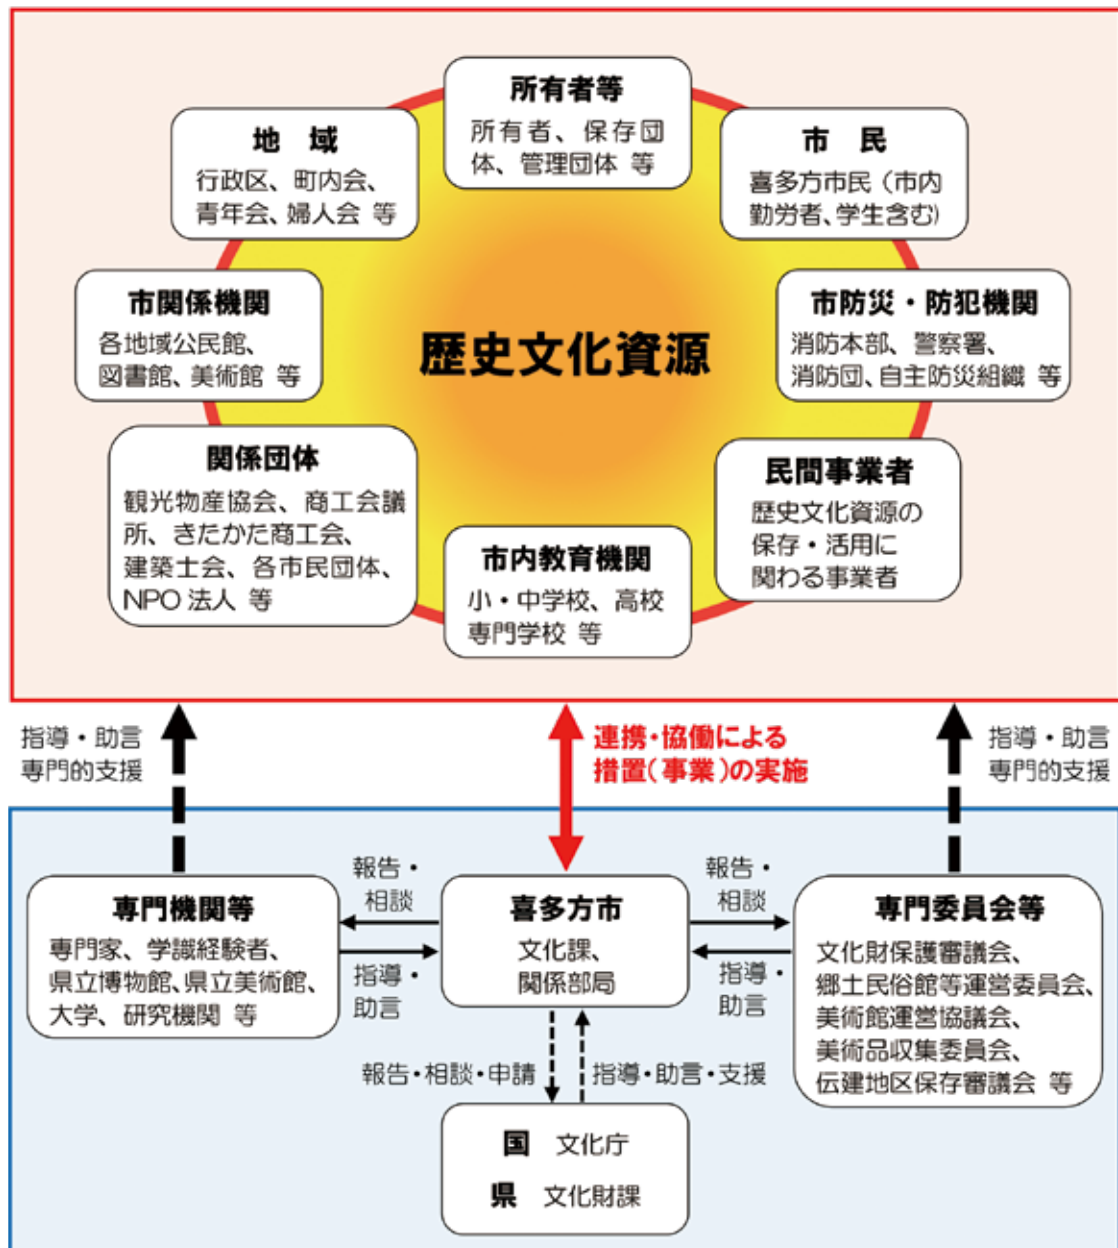 所有者等
所有者、保存団
体、管理団体 等
地 域
行政区、町内会、
青年会、婦人会 等
市 民
喜多方市民（市内
勤労者、学生含む）
市関係機関
各地域公民館、
図書館、美術館 等
歴史文化資源
市防災・防犯機関
消防本部、警察署、
消防団、自主防災組織 等
関係団体
観光物産協会、商工会議
所、きたかた商工会、
建築士会、各市民団体、
NPO 法人 等
市内教育機関
小・中学校、高校
専門学校 等
民間事業者
歴史文化資源の
保存・活用に
関わる事業者
指導・助言
専門的支援
連携・協働による
措置（事業）の実施
指導・助言
専門的支援
専門機関等
専門家、学識経験者、
県立博物館、県立美術館、
大学、研究機関 等
報告・
相談
指導・
助言
喜多方市
文化課、
関係部局
報告・
相談
指導・
助言
専門委員会等
文化財保護審議会、
郷土民俗館等運営委員会、
美術館運営協議会、
美術品収集委員会、
伝建地区保存審議会 等
報告・相談・申請
指導・助言・支援
国 文化庁
県 文化財課